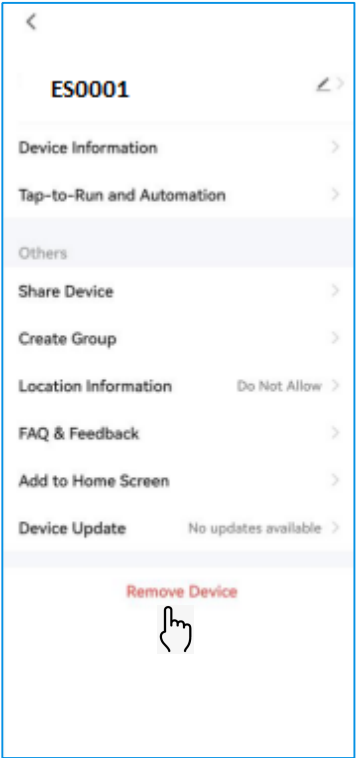 ES0001
Device Information
Tap-to-Run and Automation
Others
Share Device
Create Group
Location Information Do Not Allow
FAQ & Feedback
Add to Home Screen
Device Update No updates available
Remove Device